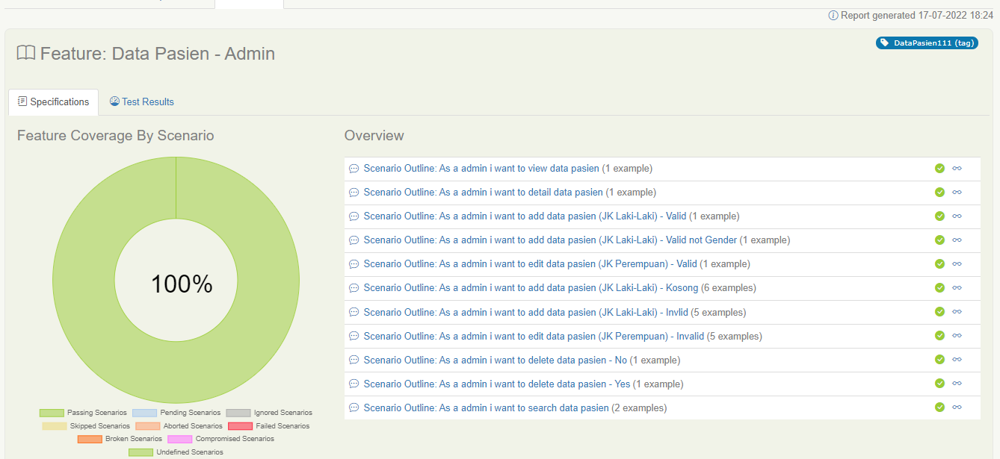 Report generated 17-07-2022 18:24
Feature: Data Pasien - Admin
DataPasien111 (tag)
Specifications
Test Results
Feature Coverage By Scenario
100%
Passing Scenarios
Pending Scenarios
Ignored Scenarios
Skipped Scenarios
Aborted Scenarios
Failed Scenarios
Broken Scenarios
Compromised Scenarios
Undefined Scenarios
Overview
Scenario Outline: As a admin i want to view data pasien (1 example)
Scenario Outline: As a admin i want to detail data pasien (1 example)
Scenario Outline: As a admin i want to add data pasien (JK Laki-Laki) - Valid (1 example)
Scenario Outline: As a admin i want to add data pasien (JK Laki-Laki) - Valid not Gender (1 example)
Scenario Outline: As a admin i want to edit data pasien (JK Perempuan) - Valid (1 example)
Scenario Outline: As a admin i want to add data pasien (JK Laki-Laki) - Kosong (6 examples)
Scenario Outline: As a admin i want to add data pasien (JK Laki-Laki) - Invlid (5 examples)
Scenario Outline: As a admin i want to edit data pasien (JK Perempuan) - Invalid (5 examples)
Scenario Outline: As a admin i want to delete data pasien - No (1 example)
Scenario Outline: As a admin i want to delete data pasien - Yes (1 example)
Scenario Outline: As a admin i want to search data pasien (2 examples)